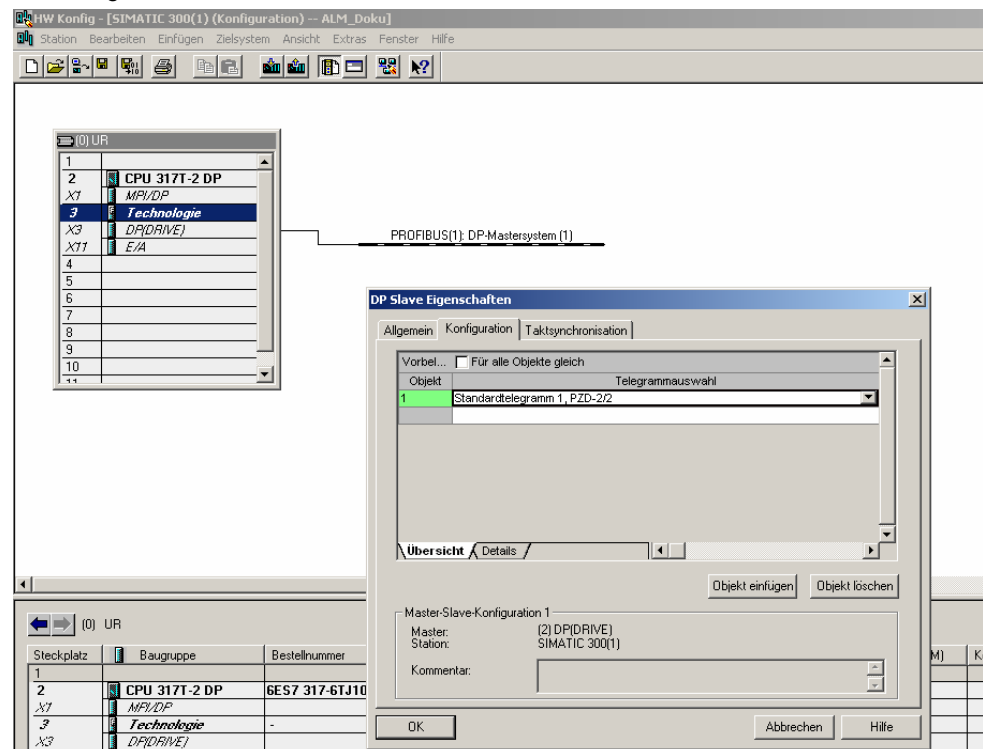 HW Konfig - [SIMATIC 300(1) (Konfiguration) -- ALM_Doku]
Station Bearbeiten Einfügen Zielsystem Ansicht Extras Fenster Hilfe
(0) UR
1
2 CPU 317T-2 DP
X1 MPI/DP
3 Technologie
X3 DP(DRIVE)
X11 E/A
4
5
6
7
8
9
10
11
PROFIBUS(1): DP-Mastersystem (1)
DP Slave Eigenschaften
Allgemein Konfiguration Taktsynchronisation
Vorbel... Für alle Objekte gleich
Objekt Telegrammauswahl
1 Standardtelegramm 1, PZD-2/2
Übersicht Details
Objekt einfügen Objekt löschen
Master-Slave-Konfiguration 1
Master: (2) DP(DRIVE)
Station: SIMATIC 300(1)
Kommentar:
OK Abbrechen Hilfe
(0) UR
Steckplatz Baugruppe Bestellnummer M) K
1
2 CPU 317T-2 DP 6ES7 317-6TJ10
X1 MPI/DP
3 Technologie -
X3 DP(DRIVE)